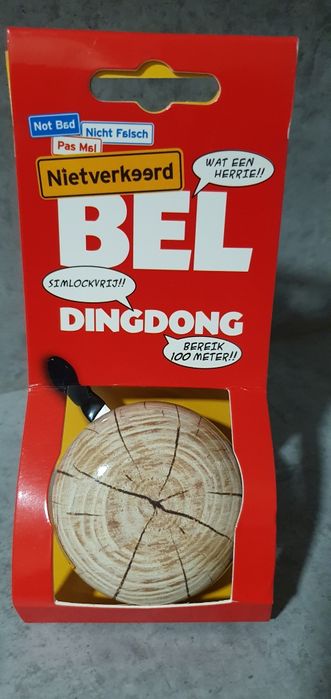 Not Bad
Nicht Falsch
Pas Mal
Nietverkeerd
WAT EEN
HERRIE!!
BEL
SIMLOCKVRIJ!!
DINGDONG
BEREIK
100 METER!!